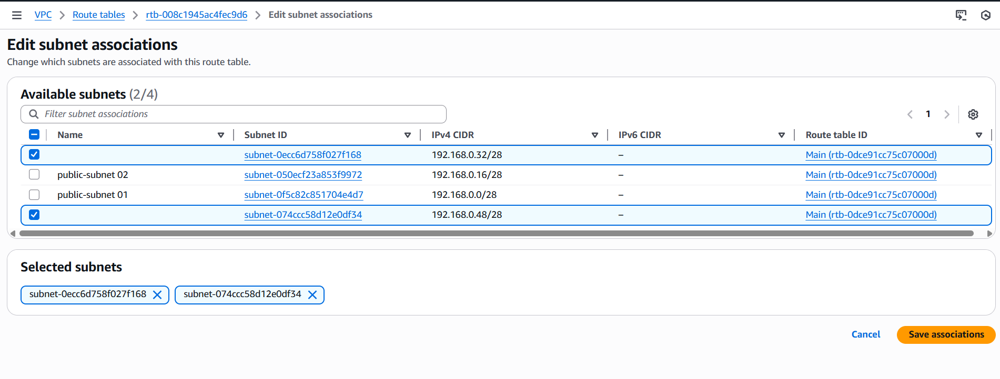 VPC > Route tables > rtb-008c1945ac4fec9d6 > Edit subnet associations
Edit subnet associations
Change which subnets are associated with this route table.
Available subnets (2/4)
Filter subnet associations
1
Name Subnet ID IPv4 CIDR IPv6 CIDR Route table ID
subnet-0ecc6d758f027f168 192.168.0.32/28 – Main (rtb-0dce91cc75c07000d)
public-subnet 02 subnet-050ecf23a853f9972 192.168.0.16/28 – Main (rtb-0dce91cc75c07000d)
public-subnet 01 subnet-0f5c82c851704e4d7 192.168.0.0/28 – Main (rtb-0dce91cc75c07000d)
subnet-074ccc58d12e0df34 192.168.0.48/28 – Main (rtb-0dce91cc75c07000d)
Selected subnets
subnet-0ecc6d758f027f168 subnet-074ccc58d12e0df34
Cancel Save associations